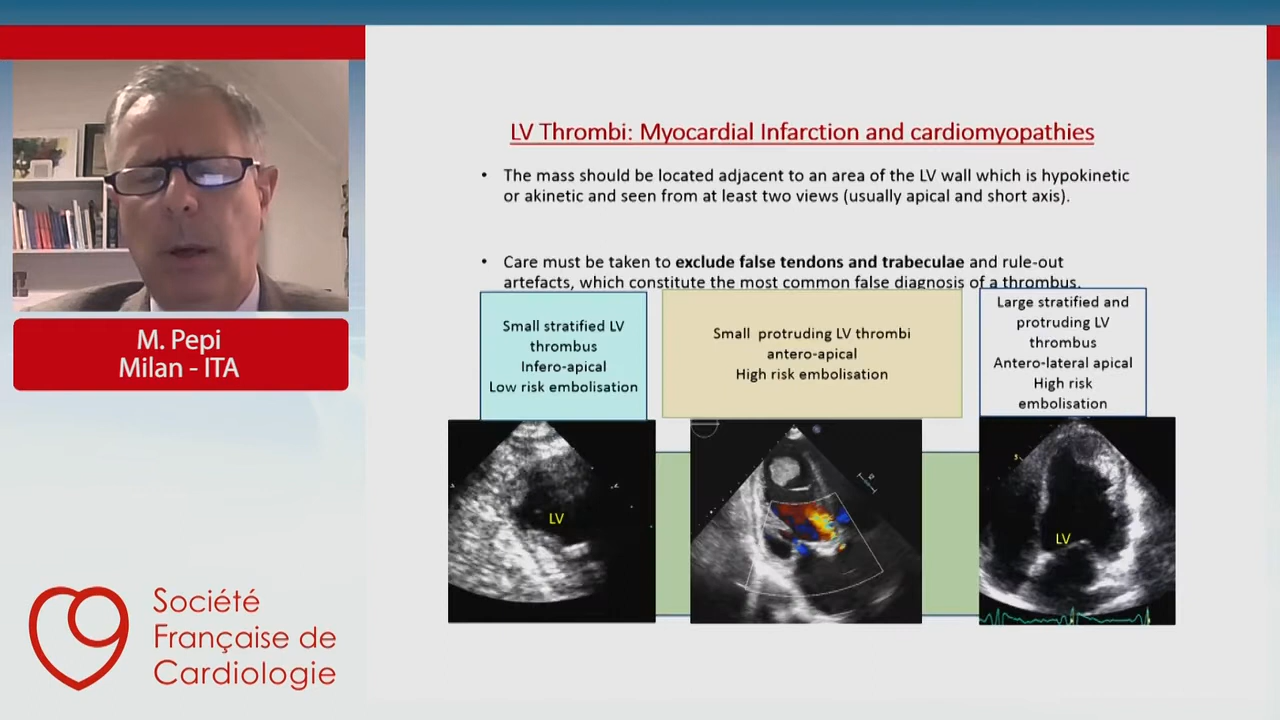 LV Thrombi: Myocardial Infarction and cardiomyopathies
• The mass should be located adjacent to an area of the LV wall which is hypokinetic
or akinetic and seen from at least two views (usually apical and short axis).
• Care must be taken to exclude false tendons and trabeculae and rule-out
artefacts, which constitute the most common false diagnosis of a thrombus.
Small stratified LV
thrombus
Infero-apical
Low risk embolisation
Small protruding LV thrombi
antero-apical
High risk embolisation
Large stratified and
protruding LV
thrombus
Antero-lateral apical
High risk
embolisation
LV
LV
M. Pepi
Milan - ITA
Société
Française de
Cardiologie